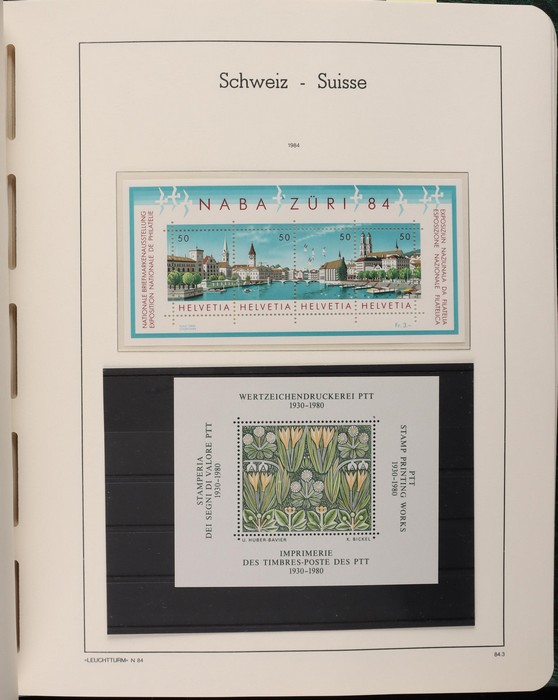 Schweiz - Suisse
1984
NABA ZÜRI 84
NATIONALE BRIEFMARKENAUSSTELLUNG
EXPOSITION NATIONALE DE PHILATELIE
50
50
50
50
HELVETIA
HELVETIA
HELVETIA
HELVETIA
Fr. 3.–
EXPOSIZIUN NAZIUNALA DA FILATELIA
ESPOSIZIONE NAZIONALE FILATELICA
WERTZEICHENDRUCKEREI PTT
1930-1980
STAMPERIA
DEI SEGNI DI VALORE PTT
1930-1980
PTT
STAMP PRINTING WORKS
1930-1980
U. HUBER-BAVIER
K. BICKEL
IMPRIMERIE
DES TIMBRES-POSTE DES PTT
1930-1980
»LEUCHTTURM« N 84
84.3